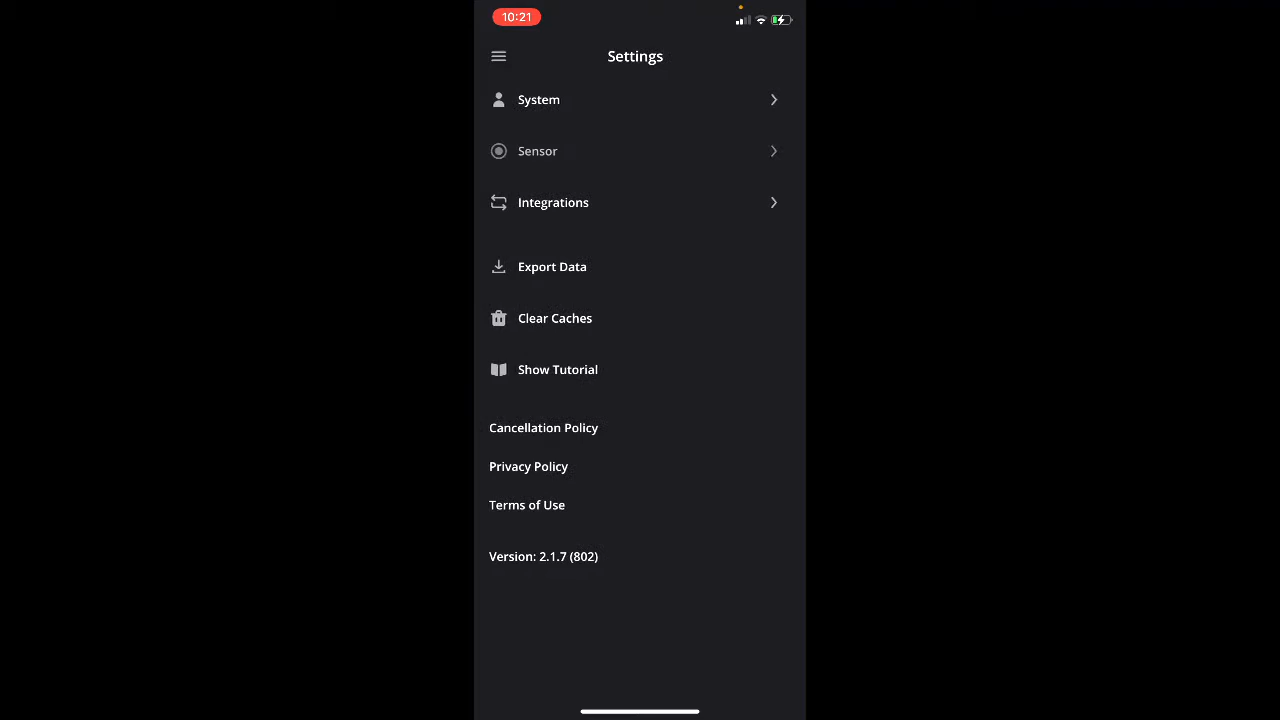 10:21
Settings
System
Sensor
Integrations
Export Data
Clear Caches
Show Tutorial
Cancellation Policy
Privacy Policy
Terms of Use
Version: 2.1.7 (802)